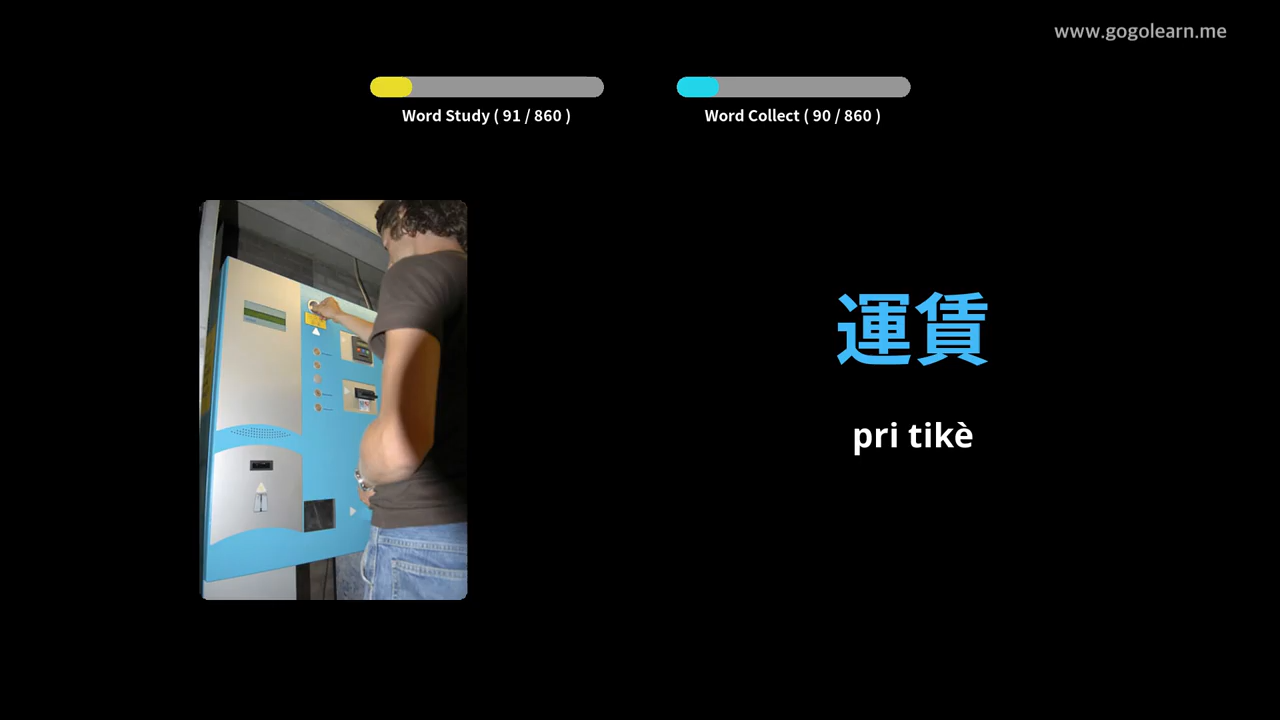 www.gogolearn.me
Word Study ( 91 / 860 )
Word Collect ( 90 / 860 )
運賃
pri tikè